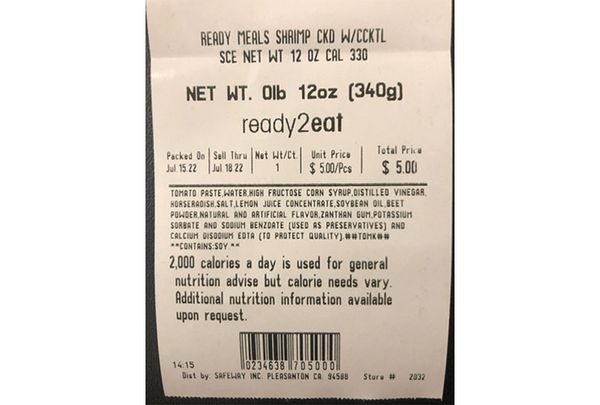 READY MEALS SHRIMP CKD W/CCKTL
SCE NET WT 12 OZ CAL 330
NET WT. 0lb 12oz (340g)
ready2eat
Packed On | Sell Thru | Net Wt/Ct | Unit Price | Total Price
Jul.15.22 | Jul.18.22 | 1 | $ 5.00/Pcs | $ 5.00
TOMATO PASTE,WATER,HIGH FRUCTOSE CORN SYRUP,DISTILLED VINEGAR,
HORSERADISH,SALT,LEMON JUICE CONCENTRATE,SOYBEAN OIL,BEET
POWDER,NATURAL AND ARTIFICIAL FLAVOR,XANTHAN GUM,POTASSIUM
SORBATE AND SODIUM BENZOATE (USED AS PRESERVATIVES) AND
CALCIUM DISODIUM EDTA (TO PROTECT QUALITY).##TDMK##
**CONTAINS:SOY.**
2,000 calories a day is used for general
nutrition advise but calorie needs vary.
Additional nutrition information available
upon request.
14:15
0234638 705000
Dist by: SAFEWAY INC. PLEASANTON CA. 94588 Store # 2032